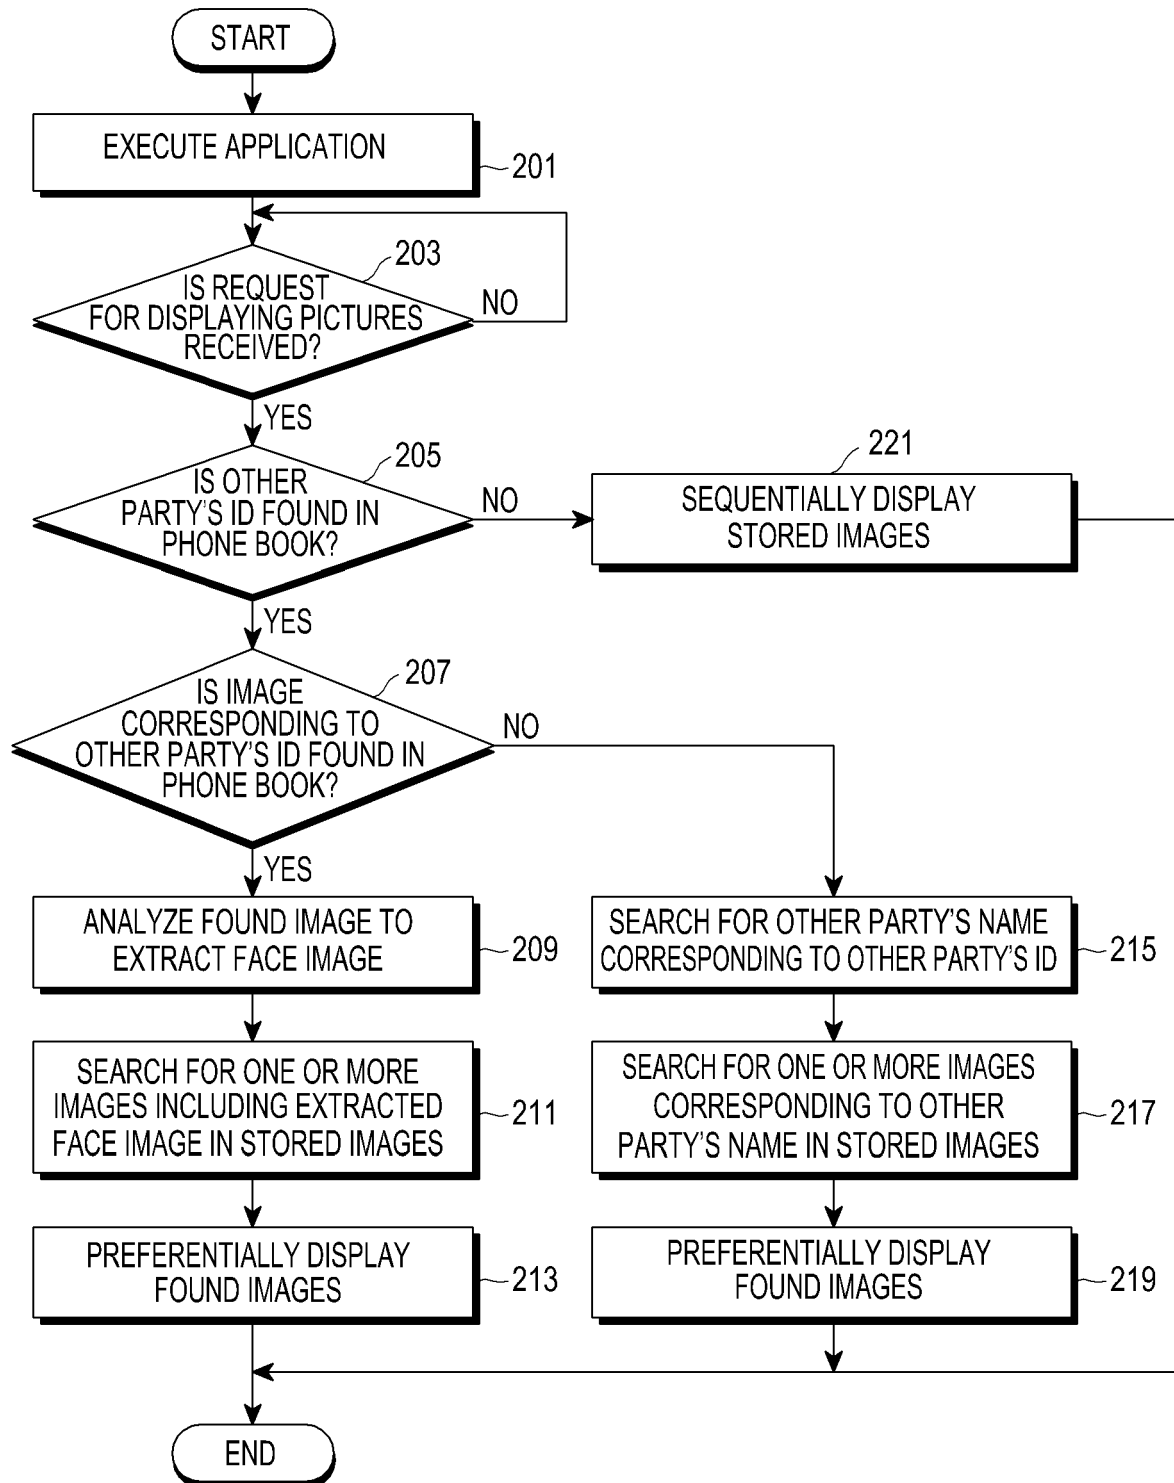 START
EXECUTE APPLICATION
201
203
IS REQUEST
FOR DISPLAYING PICTURES
RECEIVED?
NO
YES
205
IS OTHER
PARTY'S ID FOUND IN
PHONE BOOK?
NO
221
SEQUENTIALLY DISPLAY
STORED IMAGES
YES
207
IS IMAGE
CORRESPONDING TO
OTHER PARTY'S ID FOUND IN
PHONE BOOK?
NO
YES
ANALYZE FOUND IMAGE TO
EXTRACT FACE IMAGE
209
SEARCH FOR OTHER PARTY'S NAME
CORRESPONDING TO OTHER PARTY'S ID
215
SEARCH FOR ONE OR MORE
IMAGES INCLUDING EXTRACTED
FACE IMAGE IN STORED IMAGES
211
SEARCH FOR ONE OR MORE IMAGES
CORRESPONDING TO OTHER
PARTY'S NAME IN STORED IMAGES
217
PREFERENTIALLY DISPLAY
FOUND IMAGES
213
PREFERENTIALLY DISPLAY
FOUND IMAGES
219
END